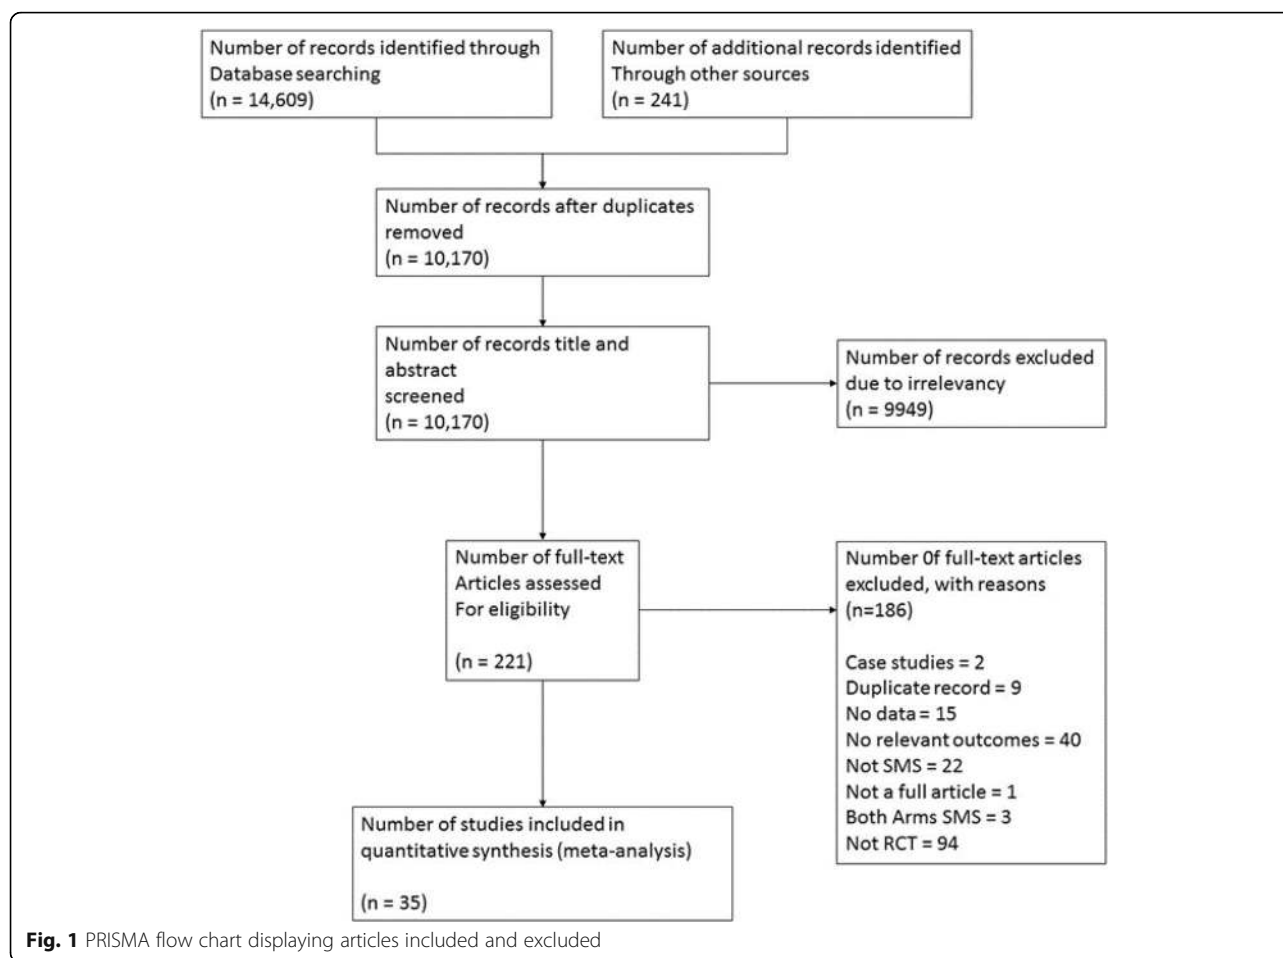 Number of records identified through
Database searching
(n = 14,609)
Number of additional records identified
Through other sources
(n = 241)
Number of records after duplicates
removed
(n = 10,170)
Number of records title and
abstract
screened
(n = 10,170)
Number of records excluded
due to irrelevancy
(n = 9949)
Number of full-text
Articles assessed
For eligibility
(n = 221)
Number 0f full-text articles
excluded, with reasons
(n=186)
Case studies = 2
Duplicate record = 9
No data = 15
No relevant outcomes = 40
Not SMS = 22
Not a full article = 1
Both Arms SMS = 3
Not RCT = 94
Number of studies included in
quantitative synthesis (meta-analysis)
(n = 35)
Fig. 1 PRISMA flow chart displaying articles included and excluded